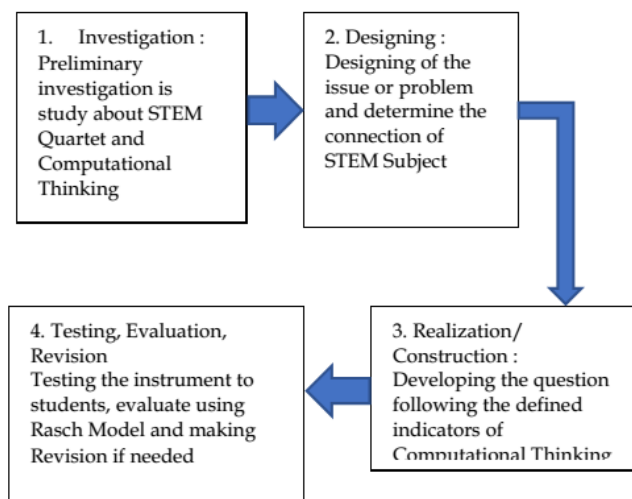 1. Investigation :
Preliminary
investigation is
study about STEM
Quartet and
Computational
Thinking
2. Designing :
Designing of the
issue or problem
and determine the
connection of
STEM Subject
3. Realization/
Construction :
Developing the question
following the defined
indicators of
Computational Thinking
4. Testing, Evaluation,
Revision
Testing the instrument to
students, evaluate using
Rasch Model and making
Revision if needed